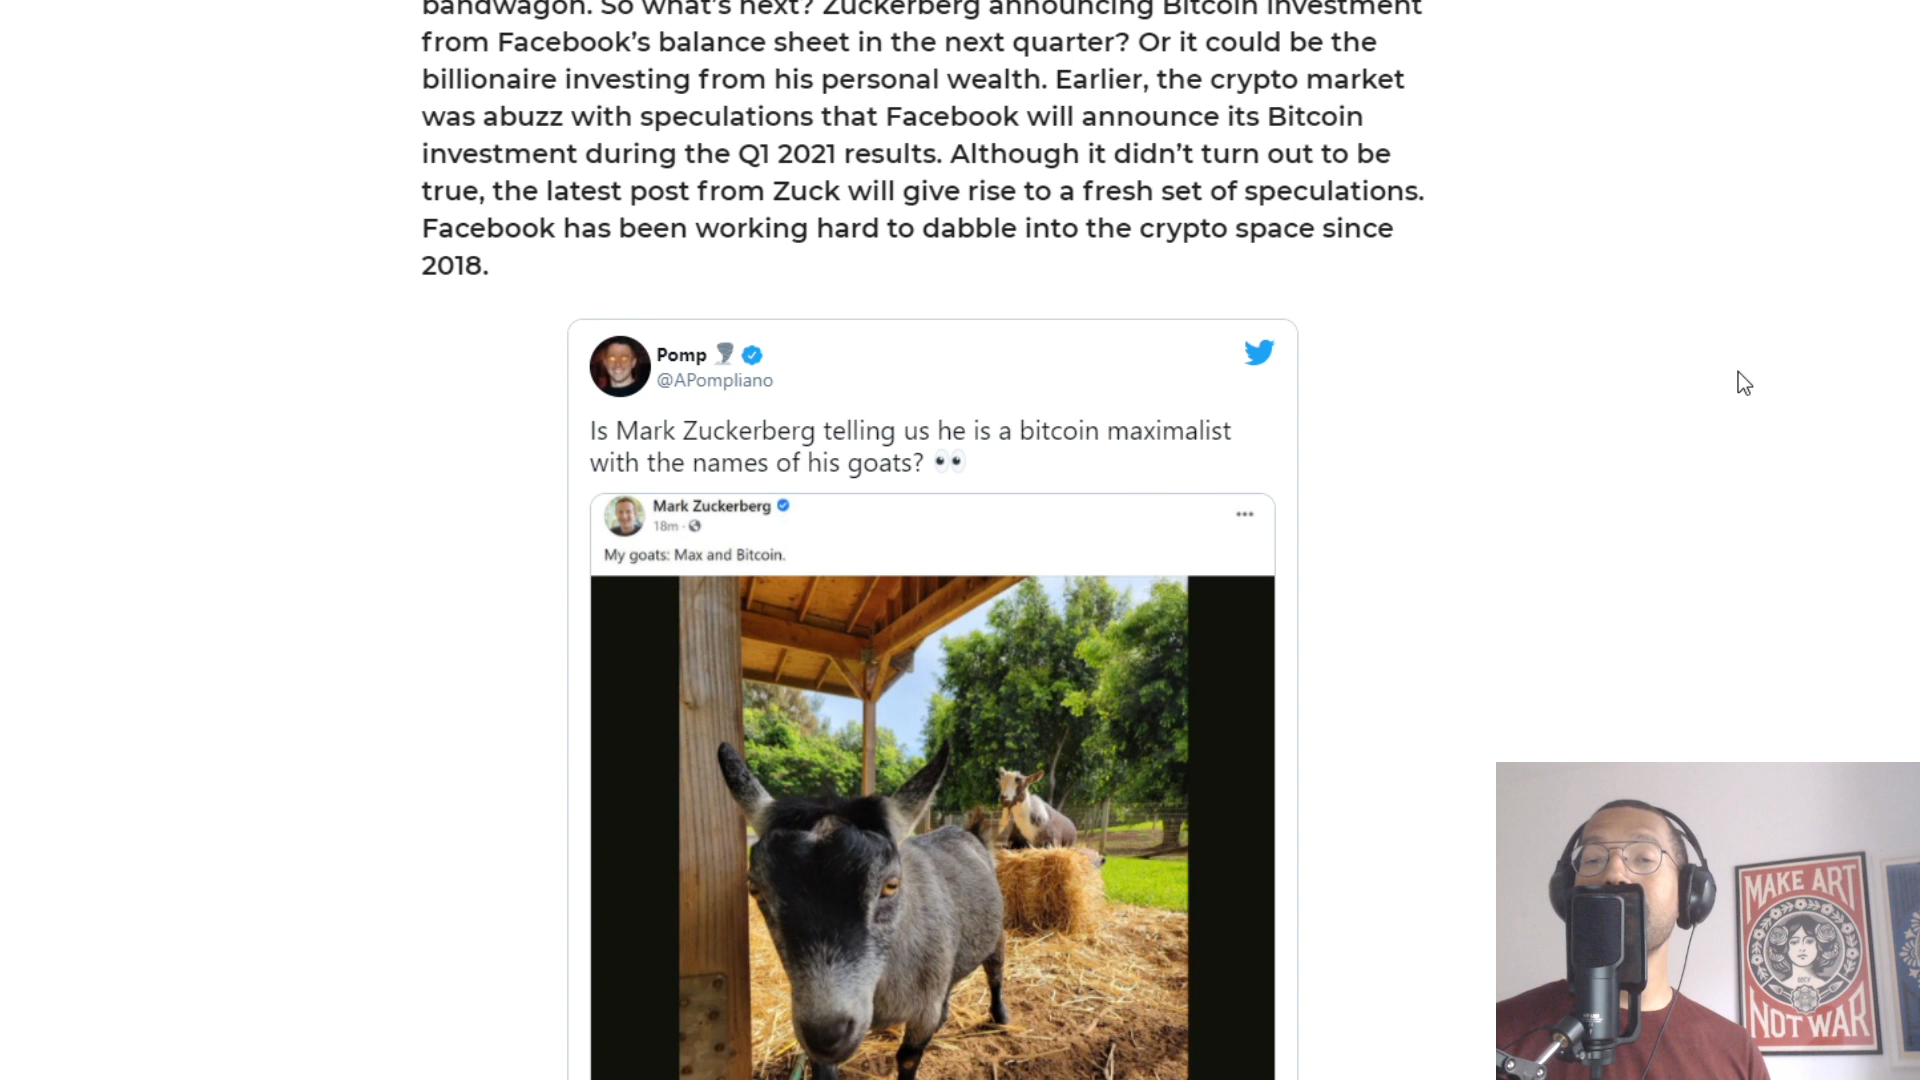 bandwagon. So what's next? Zuckerberg announcing Bitcoin investment
from Facebook's balance sheet in the next quarter? Or it could be the
billionaire investing from his personal wealth. Earlier, the crypto market
was abuzz with speculations that Facebook will announce its Bitcoin
investment during the Q1 2021 results. Although it didn't turn out to be
true, the latest post from Zuck will give rise to a fresh set of speculations.
Facebook has been working hard to dabble into the crypto space since
2018.
Pomp
@APompliano
Is Mark Zuckerberg telling us he is a bitcoin maximalist
with the names of his goats? 👀
Mark Zuckerberg
18m ·
My goats: Max and Bitcoin.
MAKE ART
NOT WAR